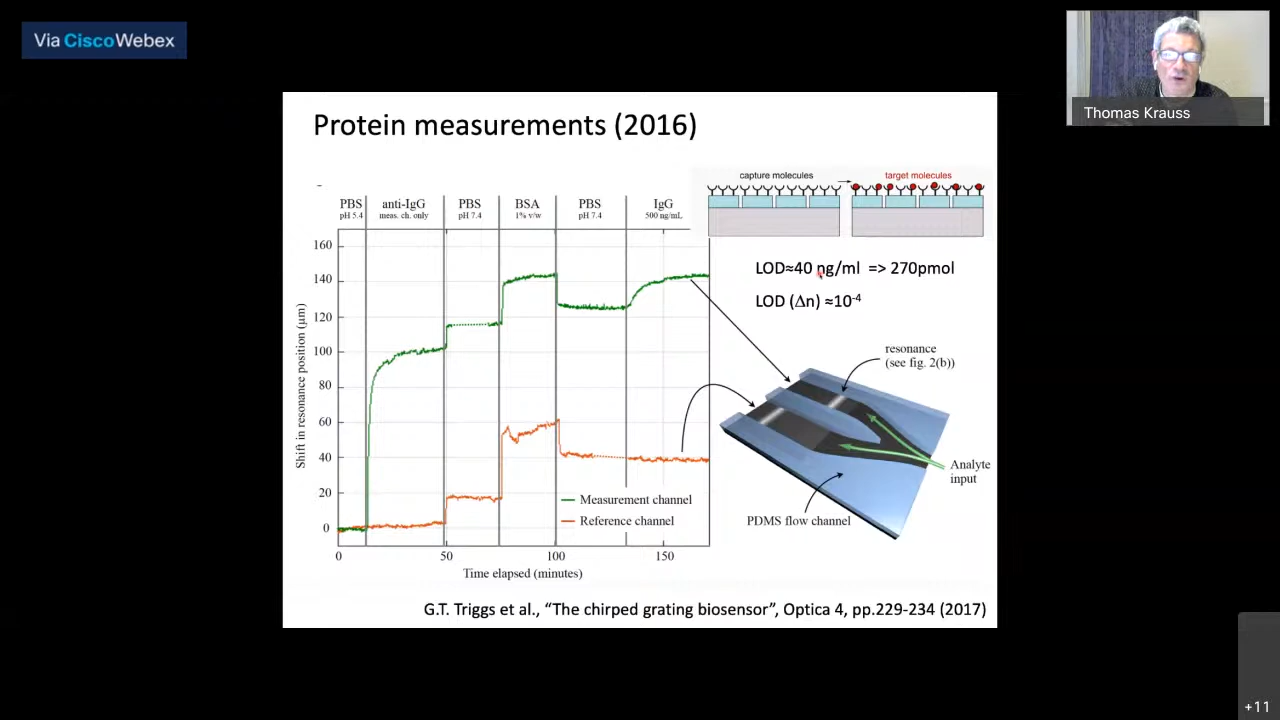 Via Cisco Webex
Thomas Krauss
Protein measurements (2016)
capture molecules
target molecules
PBS
pH 5.4
anti-IgG
meas. ch. only
PBS
pH 7.4
BSA
1% v/w
PBS
pH 7.4
IgG
500 ng/mL
160
140
120
100
80
60
40
20
0
Shift in resonance position (μm)
Measurement channel
Reference channel
0
50
100
150
Time elapsed (minutes)
LOD≈40 ng/ml => 270pmol
LOD (Δn) ≈10⁻⁴
resonance
(see fig. 2(b))
Analyte
input
PDMS flow channel
G.T. Triggs et al., “The chirped grating biosensor”, Optica 4, pp.229-234 (2017)
+11